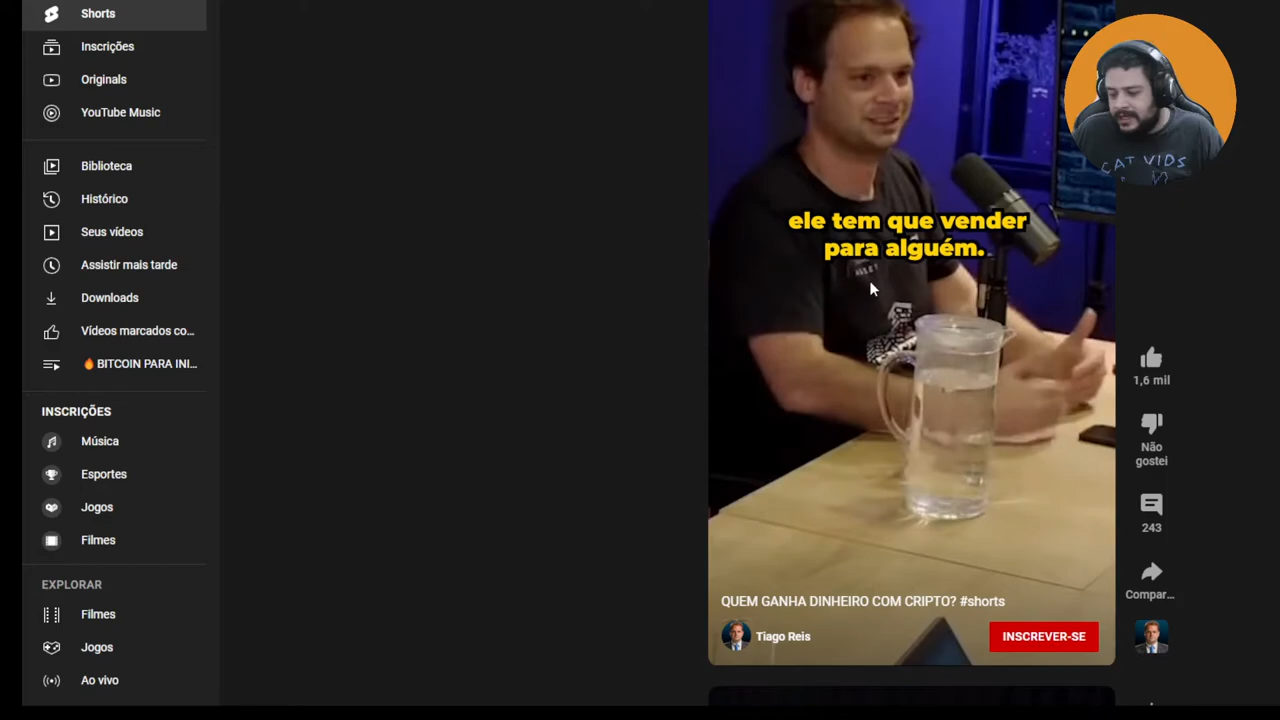 Shorts
Inscrições
Originals
YouTube Music
Biblioteca
Histórico
Seus vídeos
Assistir mais tarde
Downloads
Vídeos marcados co...
🔥BITCOIN PARA INI...
INSCRIÇÕES
Música
Esportes
Jogos
Filmes
EXPLORAR
Filmes
Jogos
Ao vivo
CAT VIDS
ele tem que vender
para alguém.
1,6 mil
Não
gostei
243
Compar...
QUEM GANHA DINHEIRO COM CRIPTO? #shorts
Tiago Reis
INSCREVER-SE